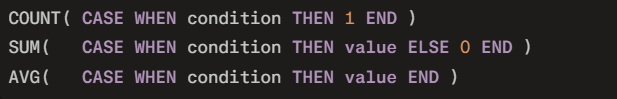 COUNT( CASE WHEN condition THEN 1 END )
SUM(   CASE WHEN condition THEN value ELSE 0 END )
AVG(   CASE WHEN condition THEN value END )